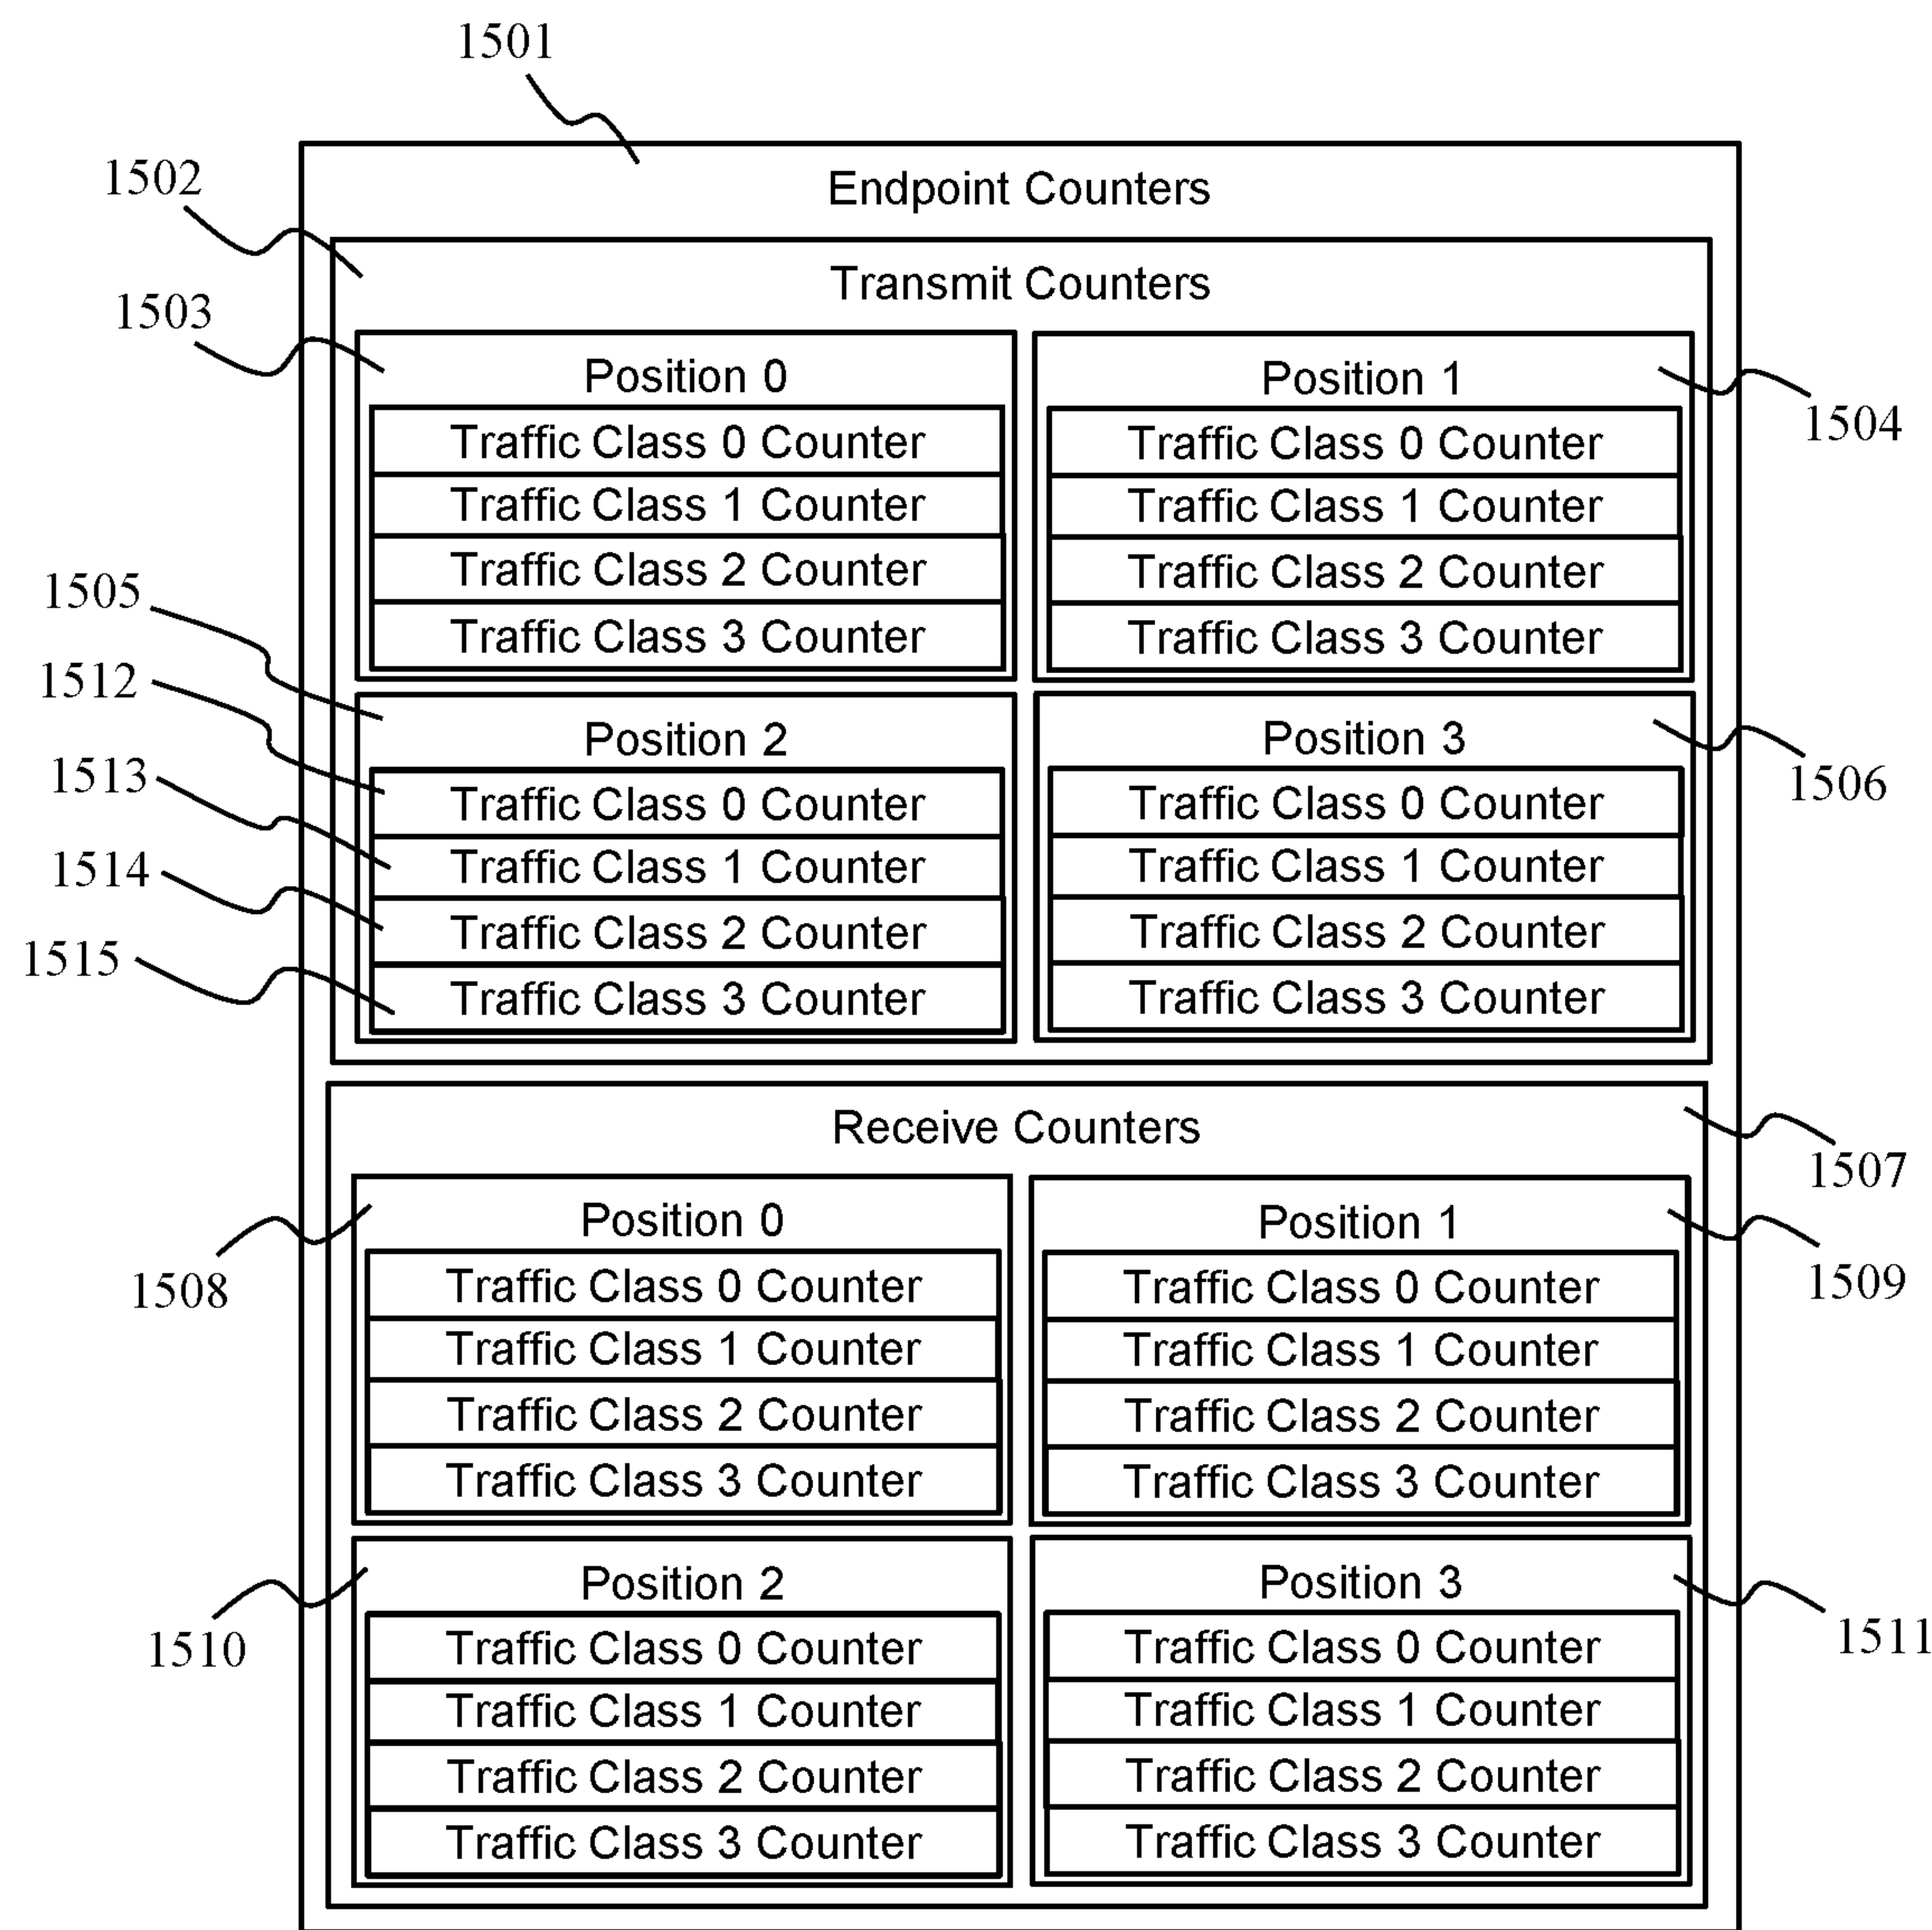 1501
1502
Endpoint Counters
Transmit Counters
1503
Position 0
Traffic Class 0 Counter
Traffic Class 1 Counter
Traffic Class 2 Counter
Traffic Class 3 Counter
Position 1
1504
Traffic Class 0 Counter
Traffic Class 1 Counter
Traffic Class 2 Counter
Traffic Class 3 Counter
1505
1512
1513
1514
1515
Position 2
Traffic Class 0 Counter
Traffic Class 1 Counter
Traffic Class 2 Counter
Traffic Class 3 Counter
Position 3
1506
Traffic Class 0 Counter
Traffic Class 1 Counter
Traffic Class 2 Counter
Traffic Class 3 Counter
Receive Counters
1507
1508
Position 0
Traffic Class 0 Counter
Traffic Class 1 Counter
Traffic Class 2 Counter
Traffic Class 3 Counter
Position 1
1509
Traffic Class 0 Counter
Traffic Class 1 Counter
Traffic Class 2 Counter
Traffic Class 3 Counter
1510
Position 2
Traffic Class 0 Counter
Traffic Class 1 Counter
Traffic Class 2 Counter
Traffic Class 3 Counter
Position 3
1511
Traffic Class 0 Counter
Traffic Class 1 Counter
Traffic Class 2 Counter
Traffic Class 3 Counter